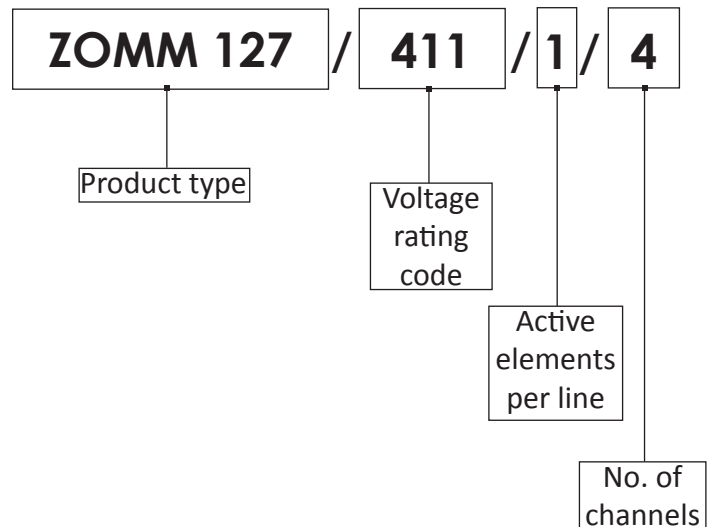 ZOMM 127 / 411 / 1 / 4
Product type
Voltage
rating
code
Active
elements
per line
No. of
channels